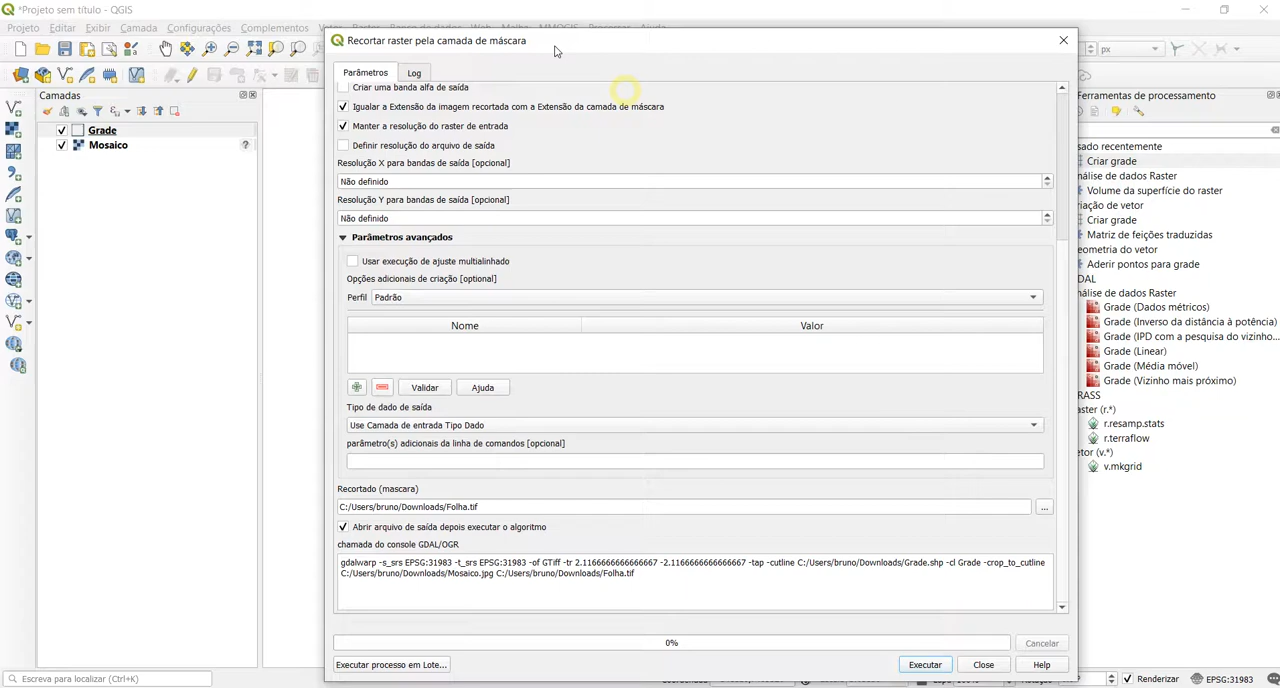 *Projeto sem título - QGIS
Projeto Editar Exibir Camada Configurações Complementos
Recortar raster pela camada de máscara
px
Parâmetros Log
Camadas
Grade
Mosaico
?
Criar uma banda alfa de saída
Igualar a Extensão da imagem recortada com a Extensão da camada de máscara
Manter a resolução do raster de entrada
Definir resolução do arquivo de saída
Resolução X para bandas de saída [opcional]
Não definido
Resolução Y para bandas de saída [opcional]
Não definido
Parâmetros avançados
Usar execução de ajuste multialinhado
Opções adicionais de criação [optional]
Perfil Padrão
Nome Valor
Validar Ajuda
Tipo de dado de saída
Use Camada de entrada Tipo Dado
parâmetro(s) adicionais da linha de comandos [opcional]
Recortado (mascara)
C:/Users/bruno/Downloads/Folha.tif
...
Abrir arquivo de saída depois executar o algoritmo
chamada do console GDAL/OGR
gdalwarp -s_srs EPSG:31983 -t_srs EPSG:31983 -of GTiff -tr 2.1166666666666667 -2.1166666666666667 -tap -cutline C:/Users/bruno/Downloads/Grade.shp -cl Grade -crop_to_cutline
C:/Users/bruno/Downloads/Mosaico.jpg C:/Users/bruno/Downloads/Folha.tif
0%
Cancelar
Executar processo em Lote...
Executar Close Help
Ferramentas de processamento
sado recentemente
Criar grade
nálise de dados Raster
Volume da superfície do raster
riação de vetor
Criar grade
Matriz de feições traduzidas
eometria do vetor
Aderir pontos para grade
DAL
nálise de dados Raster
Grade (Dados métricos)
Grade (Inverso da distância à potência)
Grade (IPD com a pesquisa do vizinho...
Grade (Linear)
Grade (Média móvel)
Grade (Vizinho mais próximo)
RASS
aster (r.*)
r.resamp.stats
r.terraflow
etor (v.*)
v.mkgrid
Escreva para localizar (Ctrl+K)
Renderizar
EPSG:31983